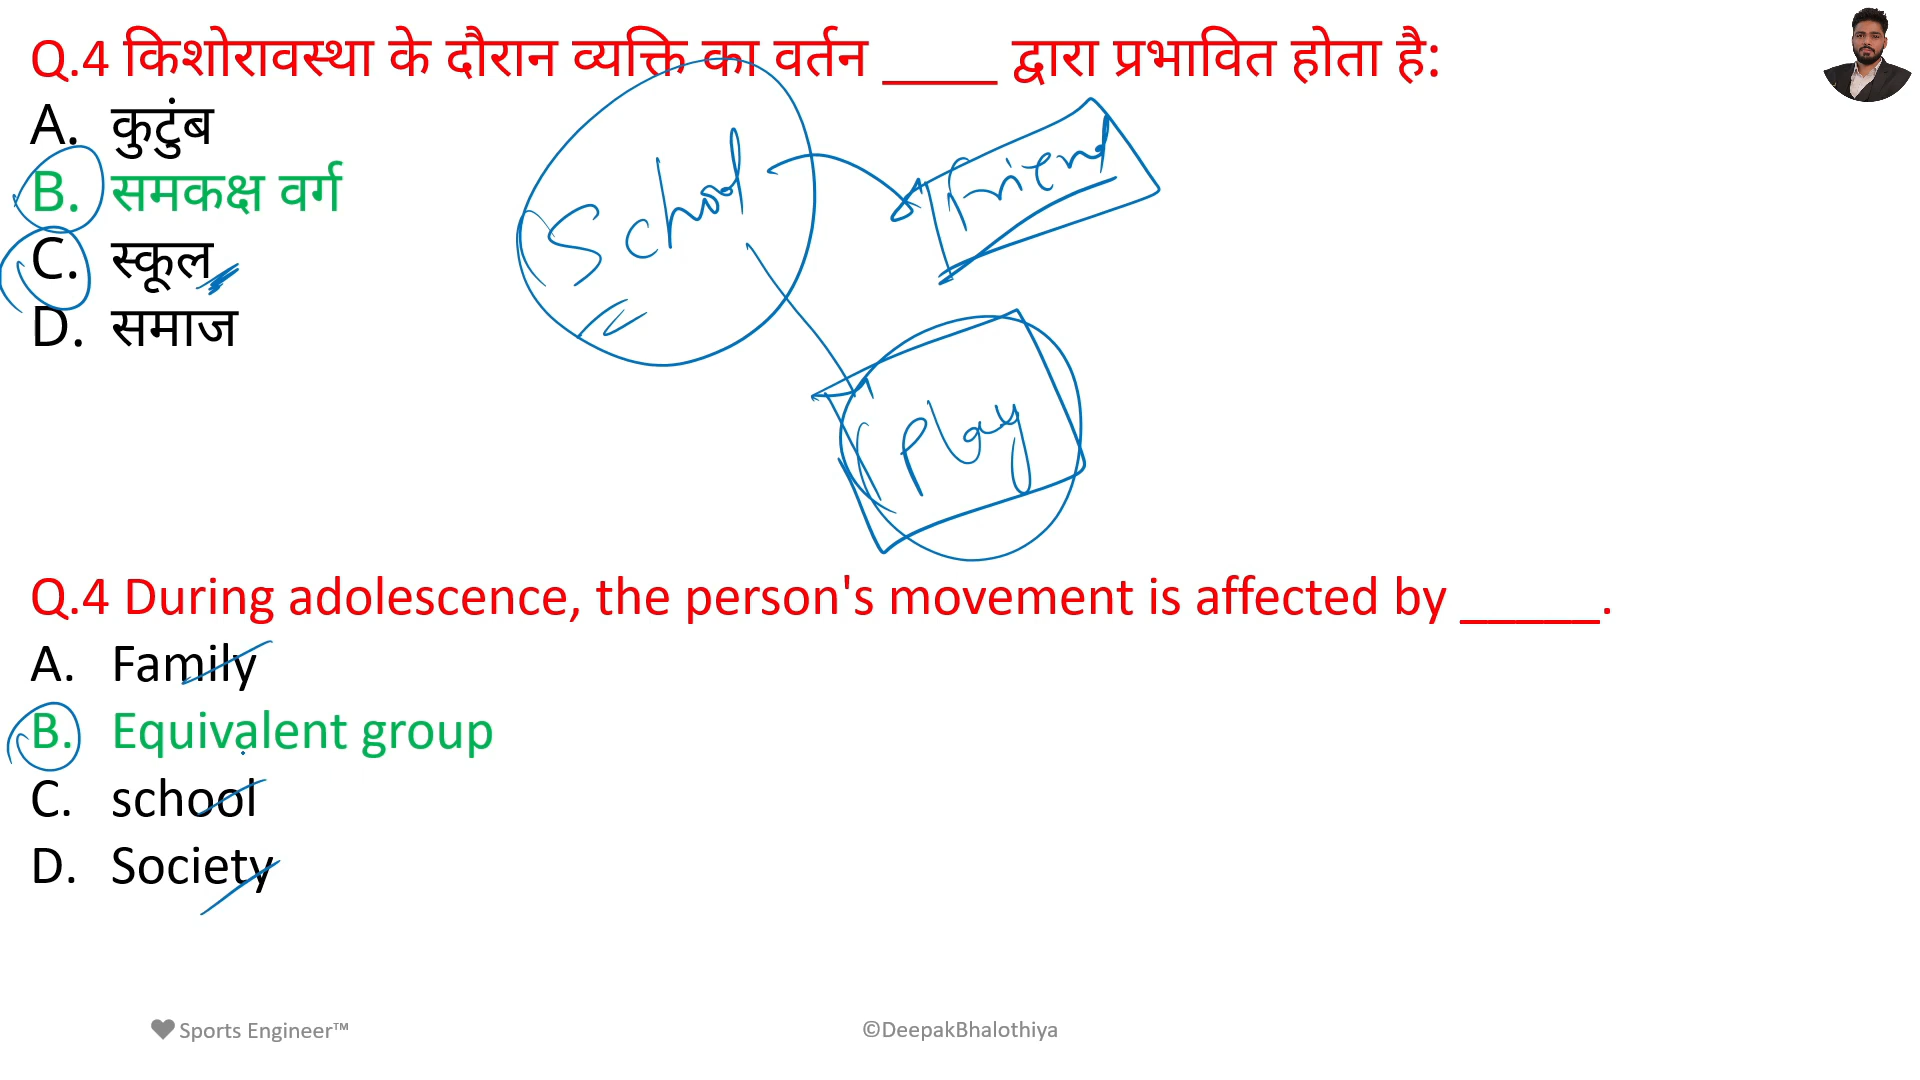 Q.4 किशोरावस्था के दौरान व्यक्ति का वर्तन ____ द्वारा प्रभावित होता है:
A. कुटुंब
B. समकक्ष वर्ग
C. स्कूल
D. समाज
School
Friend
Play
Q.4 During adolescence, the person's movement is affected by _____.
A. Family
B. Equivalent group
C. school
D. Society
Sports Engineer™
©DeepakBhalothiya